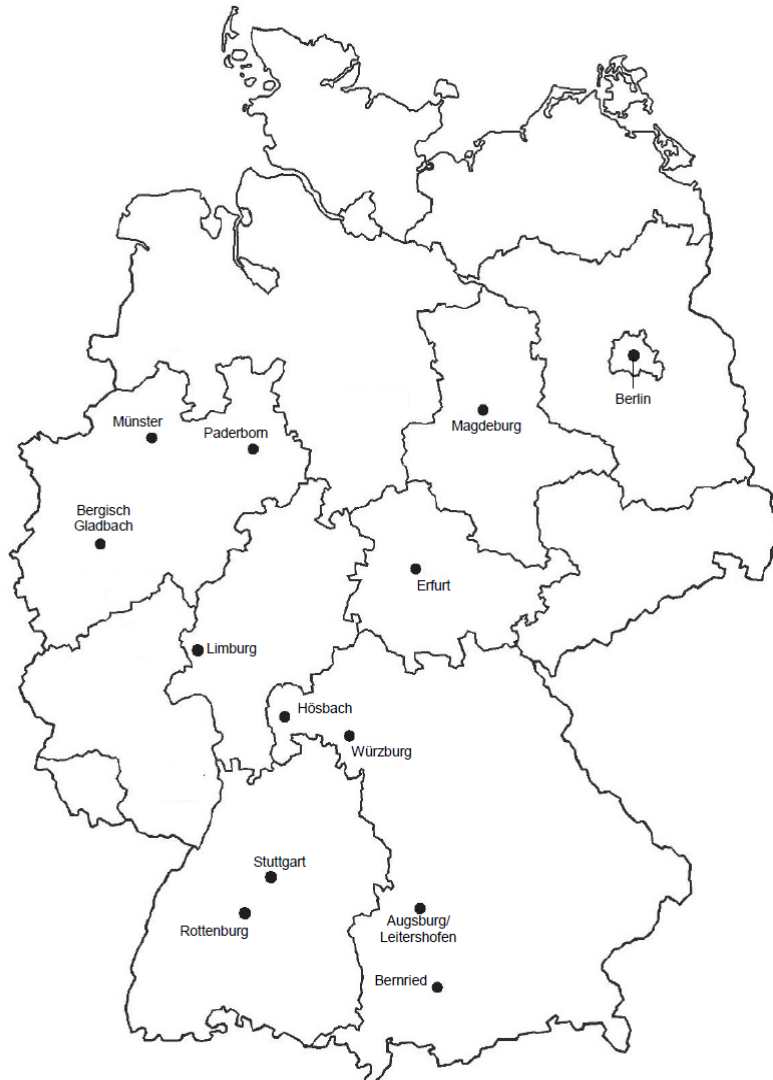 Berlin
Münster
Magdeburg
Paderborn
Bergisch
Gladbach
Erfurt
Limburg
Hösbach
Würzburg
Stuttgart
Augsburg/
Leitershofen
Rottenburg
Bernried